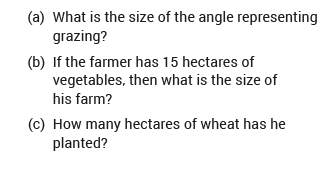 (a) What is the size of the angle representing
grazing?
(b) If the farmer has 15 hectares of
vegetables, then what is the size of
his farm?
(c) How many hectares of wheat has he
planted?